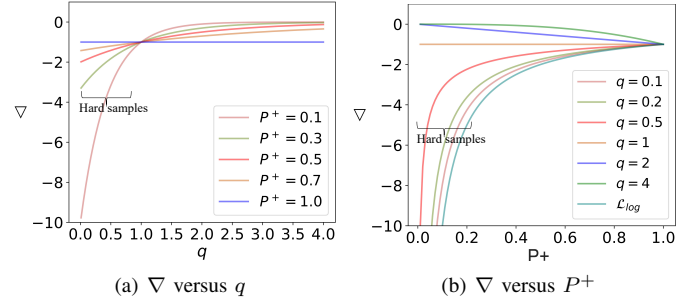 0
−2
−4
−6
−8
−10
∇
Hard samples
P⁺ = 0.1
P⁺ = 0.3
P⁺ = 0.5
P⁺ = 0.7
P⁺ = 1.0
0.0 0.5 1.0 1.5 2.0 2.5 3.0 3.5 4.0
q
(a) ∇ versus q
0
−2
−4
−6
−8
−10
∇
Hard samples
q = 0.1
q = 0.2
q = 0.5
q = 1
q = 2
q = 4
ℒlog
0.0 0.2 0.4 0.6 0.8 1.0
P+
(b) ∇ versus P⁺